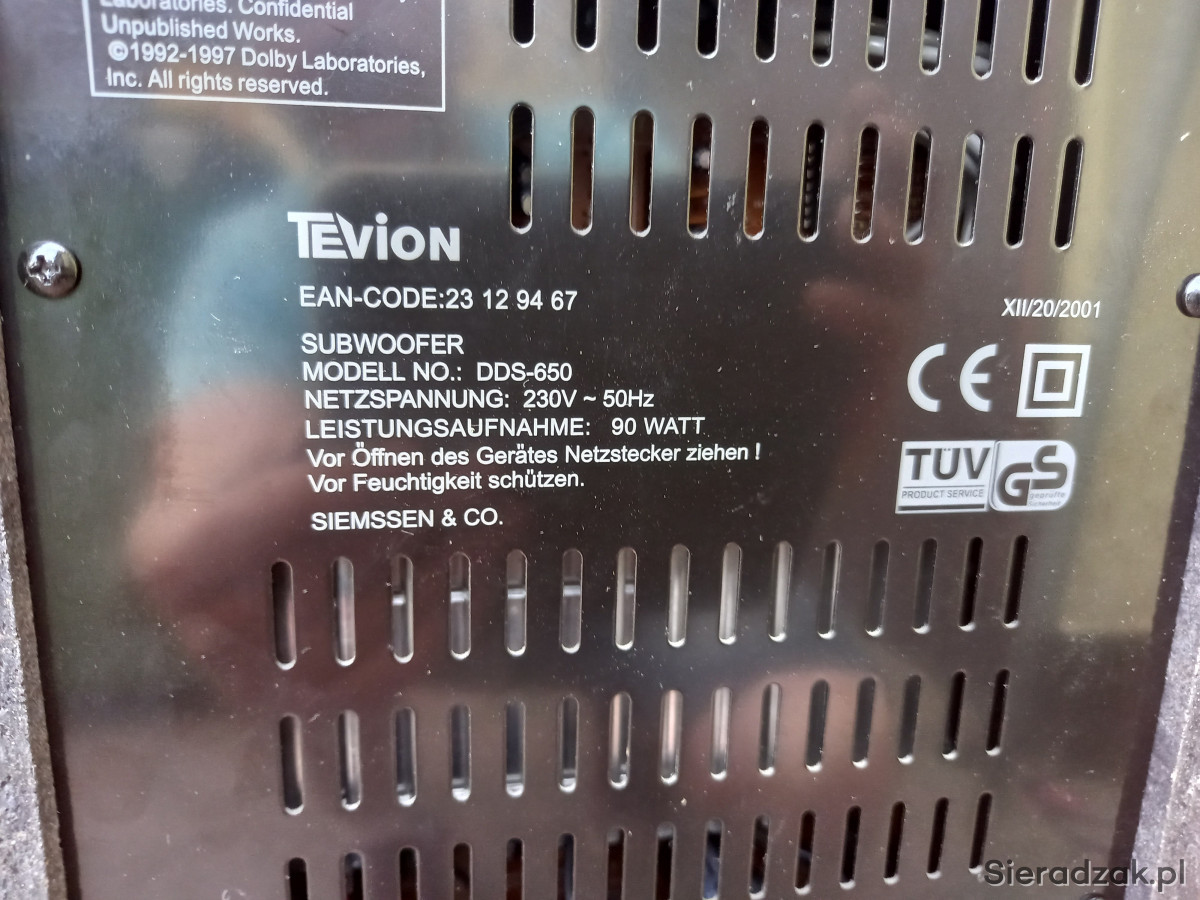 Laboratories. Confidential
Unpublished Works.
©1992-1997 Dolby Laboratories,
Inc. All rights reserved.
TEVION
EAN-CODE:23 12 94 67
XII/20/2001
SUBWOOFER
MODELL NO.: DDS-650
NETZSPANNUNG: 230V ~ 50Hz
LEISTUNGSAUFNAHME: 90 WATT
Vor Öffnen des Gerätes Netzstecker ziehen !
Vor Feuchtigkeit schützen.
SIEMSSEN & CO.
CE
TÜV
PRODUCT SERVICE
GS
geprüfte
Sicherheit
Sieradzak.pl